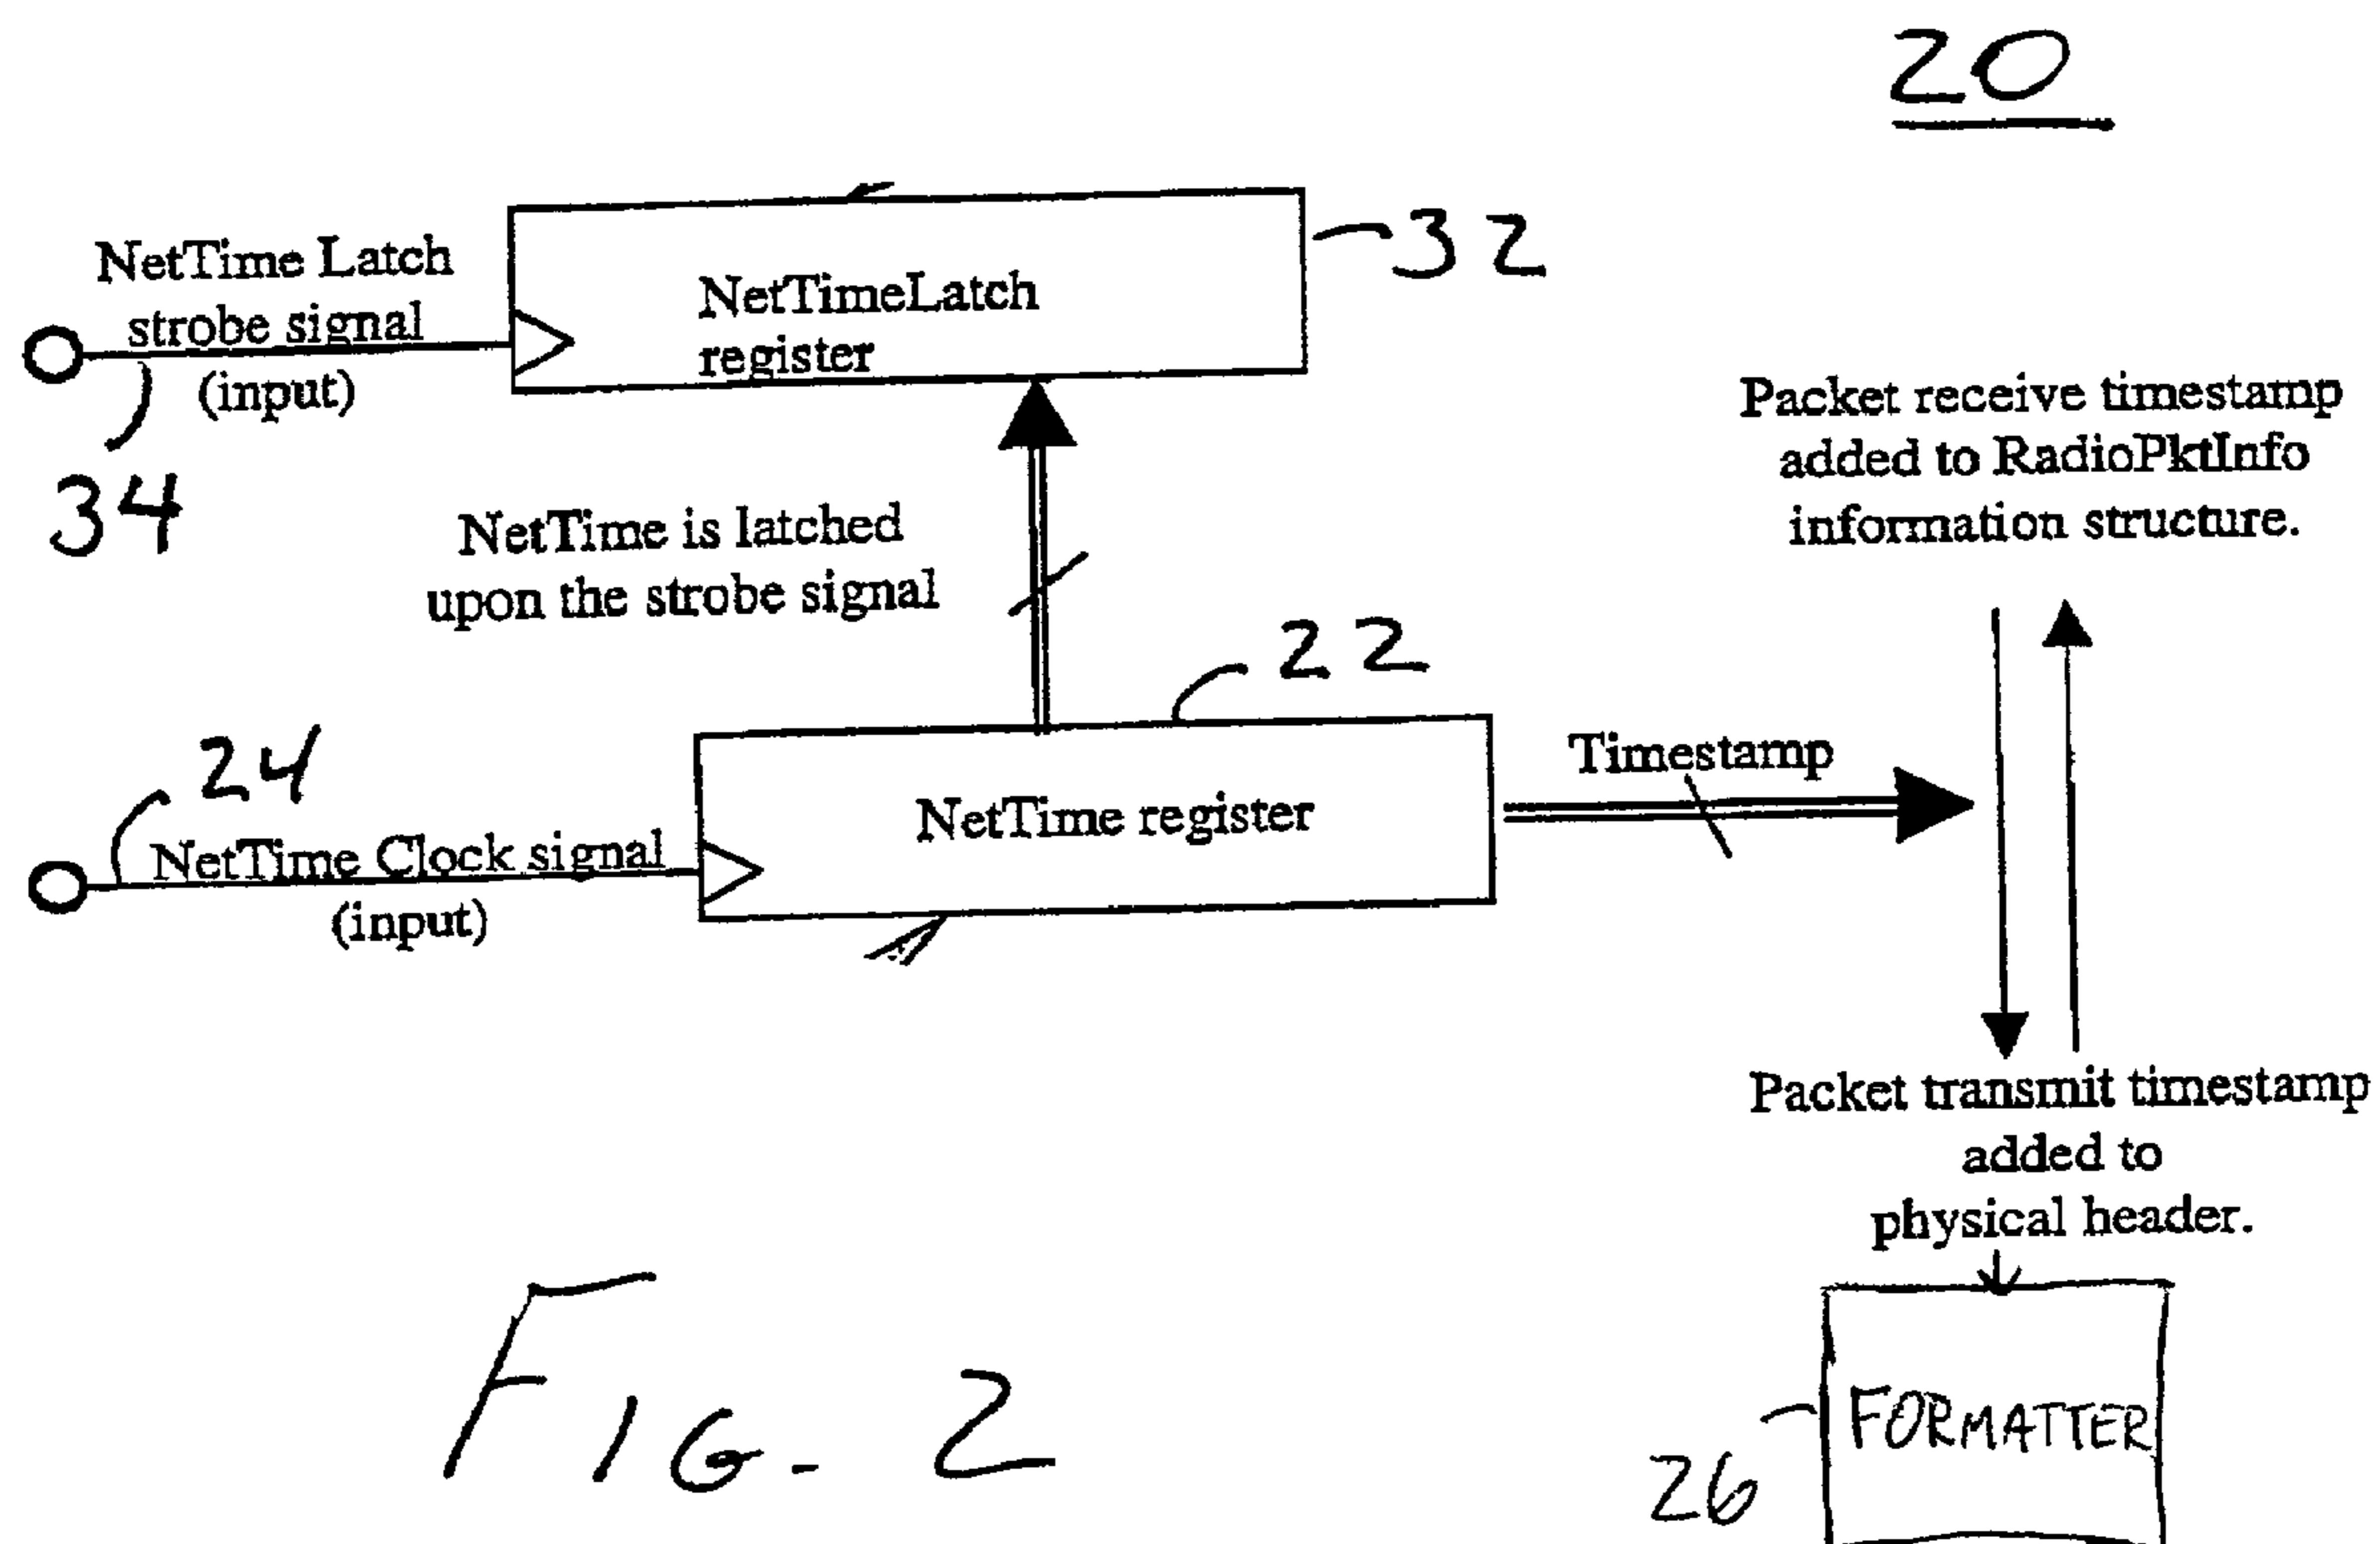 20
NetTime Latch
strobe signal
(input)
34
NetTimeLatch
register
32
NetTime is latched
upon the strobe signal
Packet receive timestamp
added to RadioPktInfo
information structure.
22
24
NetTime Clock signal
(input)
NetTime register
Timestamp
Packet transmit timestamp
added to
physical header.
FORMATTER
26
FIG. 2